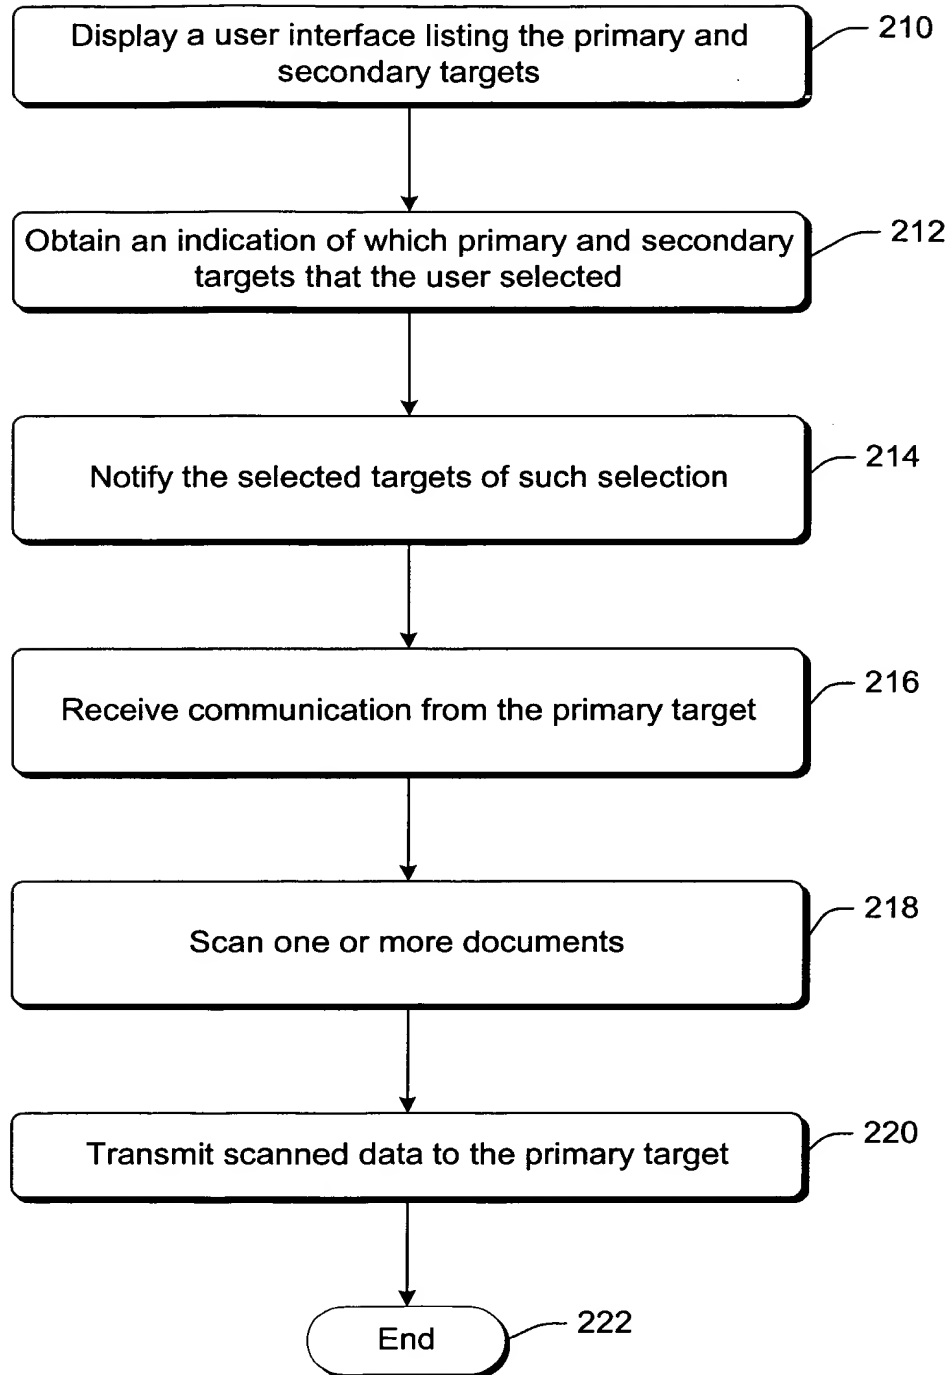 Display a user interface listing the primary and
secondary targets
210
Obtain an indication of which primary and secondary
targets that the user selected
212
Notify the selected targets of such selection
214
Receive communication from the primary target
216
Scan one or more documents
218
Transmit scanned data to the primary target
220
End
222